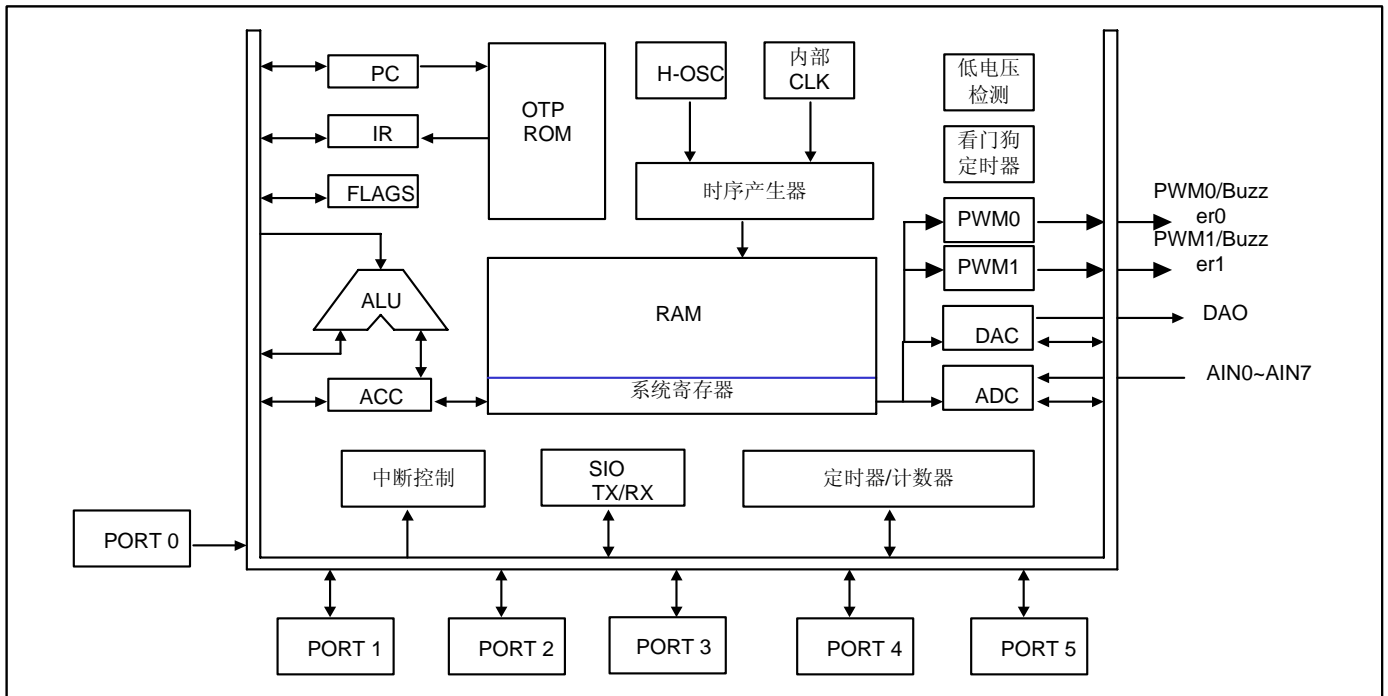 PC
OTP
ROM
H-OSC
内部
CLK
低电压
检测
IR
看门狗
定时器
FLAGS
时序产生器
PWM0
PWM0/Buzz
er0
PWM1
PWM1/Buzz
er1
ALU
RAM
DAC
DAO
系统寄存器
ACC
ADC
AIN0~AIN7
中断控制
SIO
TX/RX
定时器/计数器
PORT 0
PORT 1
PORT 2
PORT 3
PORT 4
PORT 5